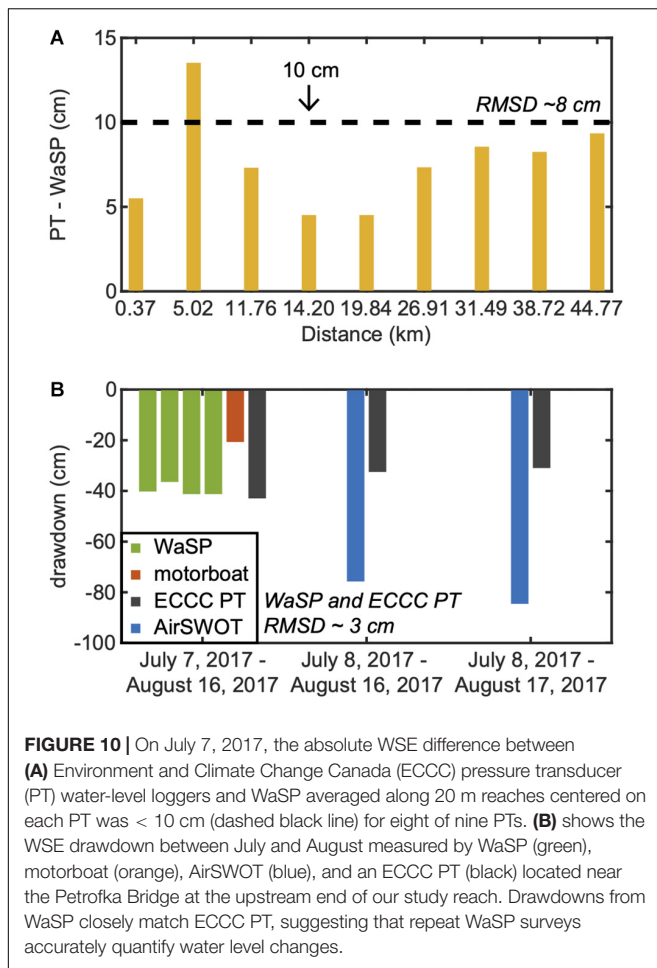 A
15
10
5
0
PT - WaSP (cm)
10 cm
RMSD ~8 cm
0.37 5.02 11.76 14.20 19.84 26.91 31.49 38.72 44.77
Distance (km)
B
0
-20
-40
-60
-80
-100
drawdown (cm)
WaSP
motorboat
ECCC PT
AirSWOT
WaSP and ECCC PT
RMSD ~ 3 cm
July 7, 2017 - July 8, 2017 - July 8, 2017 -
August 16, 2017 August 16, 2017 August 17, 2017
FIGURE 10 | On July 7, 2017, the absolute WSE difference between
(A) Environment and Climate Change Canada (ECCC) pressure transducer
(PT) water-level loggers and WaSP averaged along 20 m reaches centered on
each PT was < 10 cm (dashed black line) for eight of nine PTs. (B) shows the
WSE drawdown between July and August measured by WaSP (green),
motorboat (orange), AirSWOT (blue), and an ECCC PT (black) located near
the Petrofka Bridge at the upstream end of our study reach. Drawdowns from
WaSP closely match ECCC PT, suggesting that repeat WaSP surveys
accurately quantify water level changes.